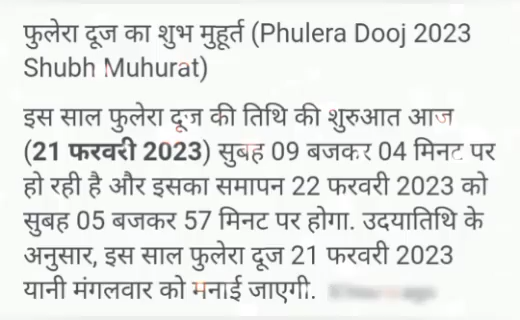 फुलेरा दूज का शुभ मुहूर्त (Phulera Dooj 2023
Shubh Muhurat)
इस साल फुलेरा दूज की तिथि की शुरुआत आज
(21 फरवरी 2023) सुबह 09 बजकर 04 मिनट पर
हो रही है और इसका समापन 22 फरवरी 2023 को
सुबह 05 बजकर 57 मिनट पर होगा. उदयातिथि के
अनुसार, इस साल फुलेरा दूज 21 फरवरी 2023
यानी मंगलवार को मनाई जाएगी.